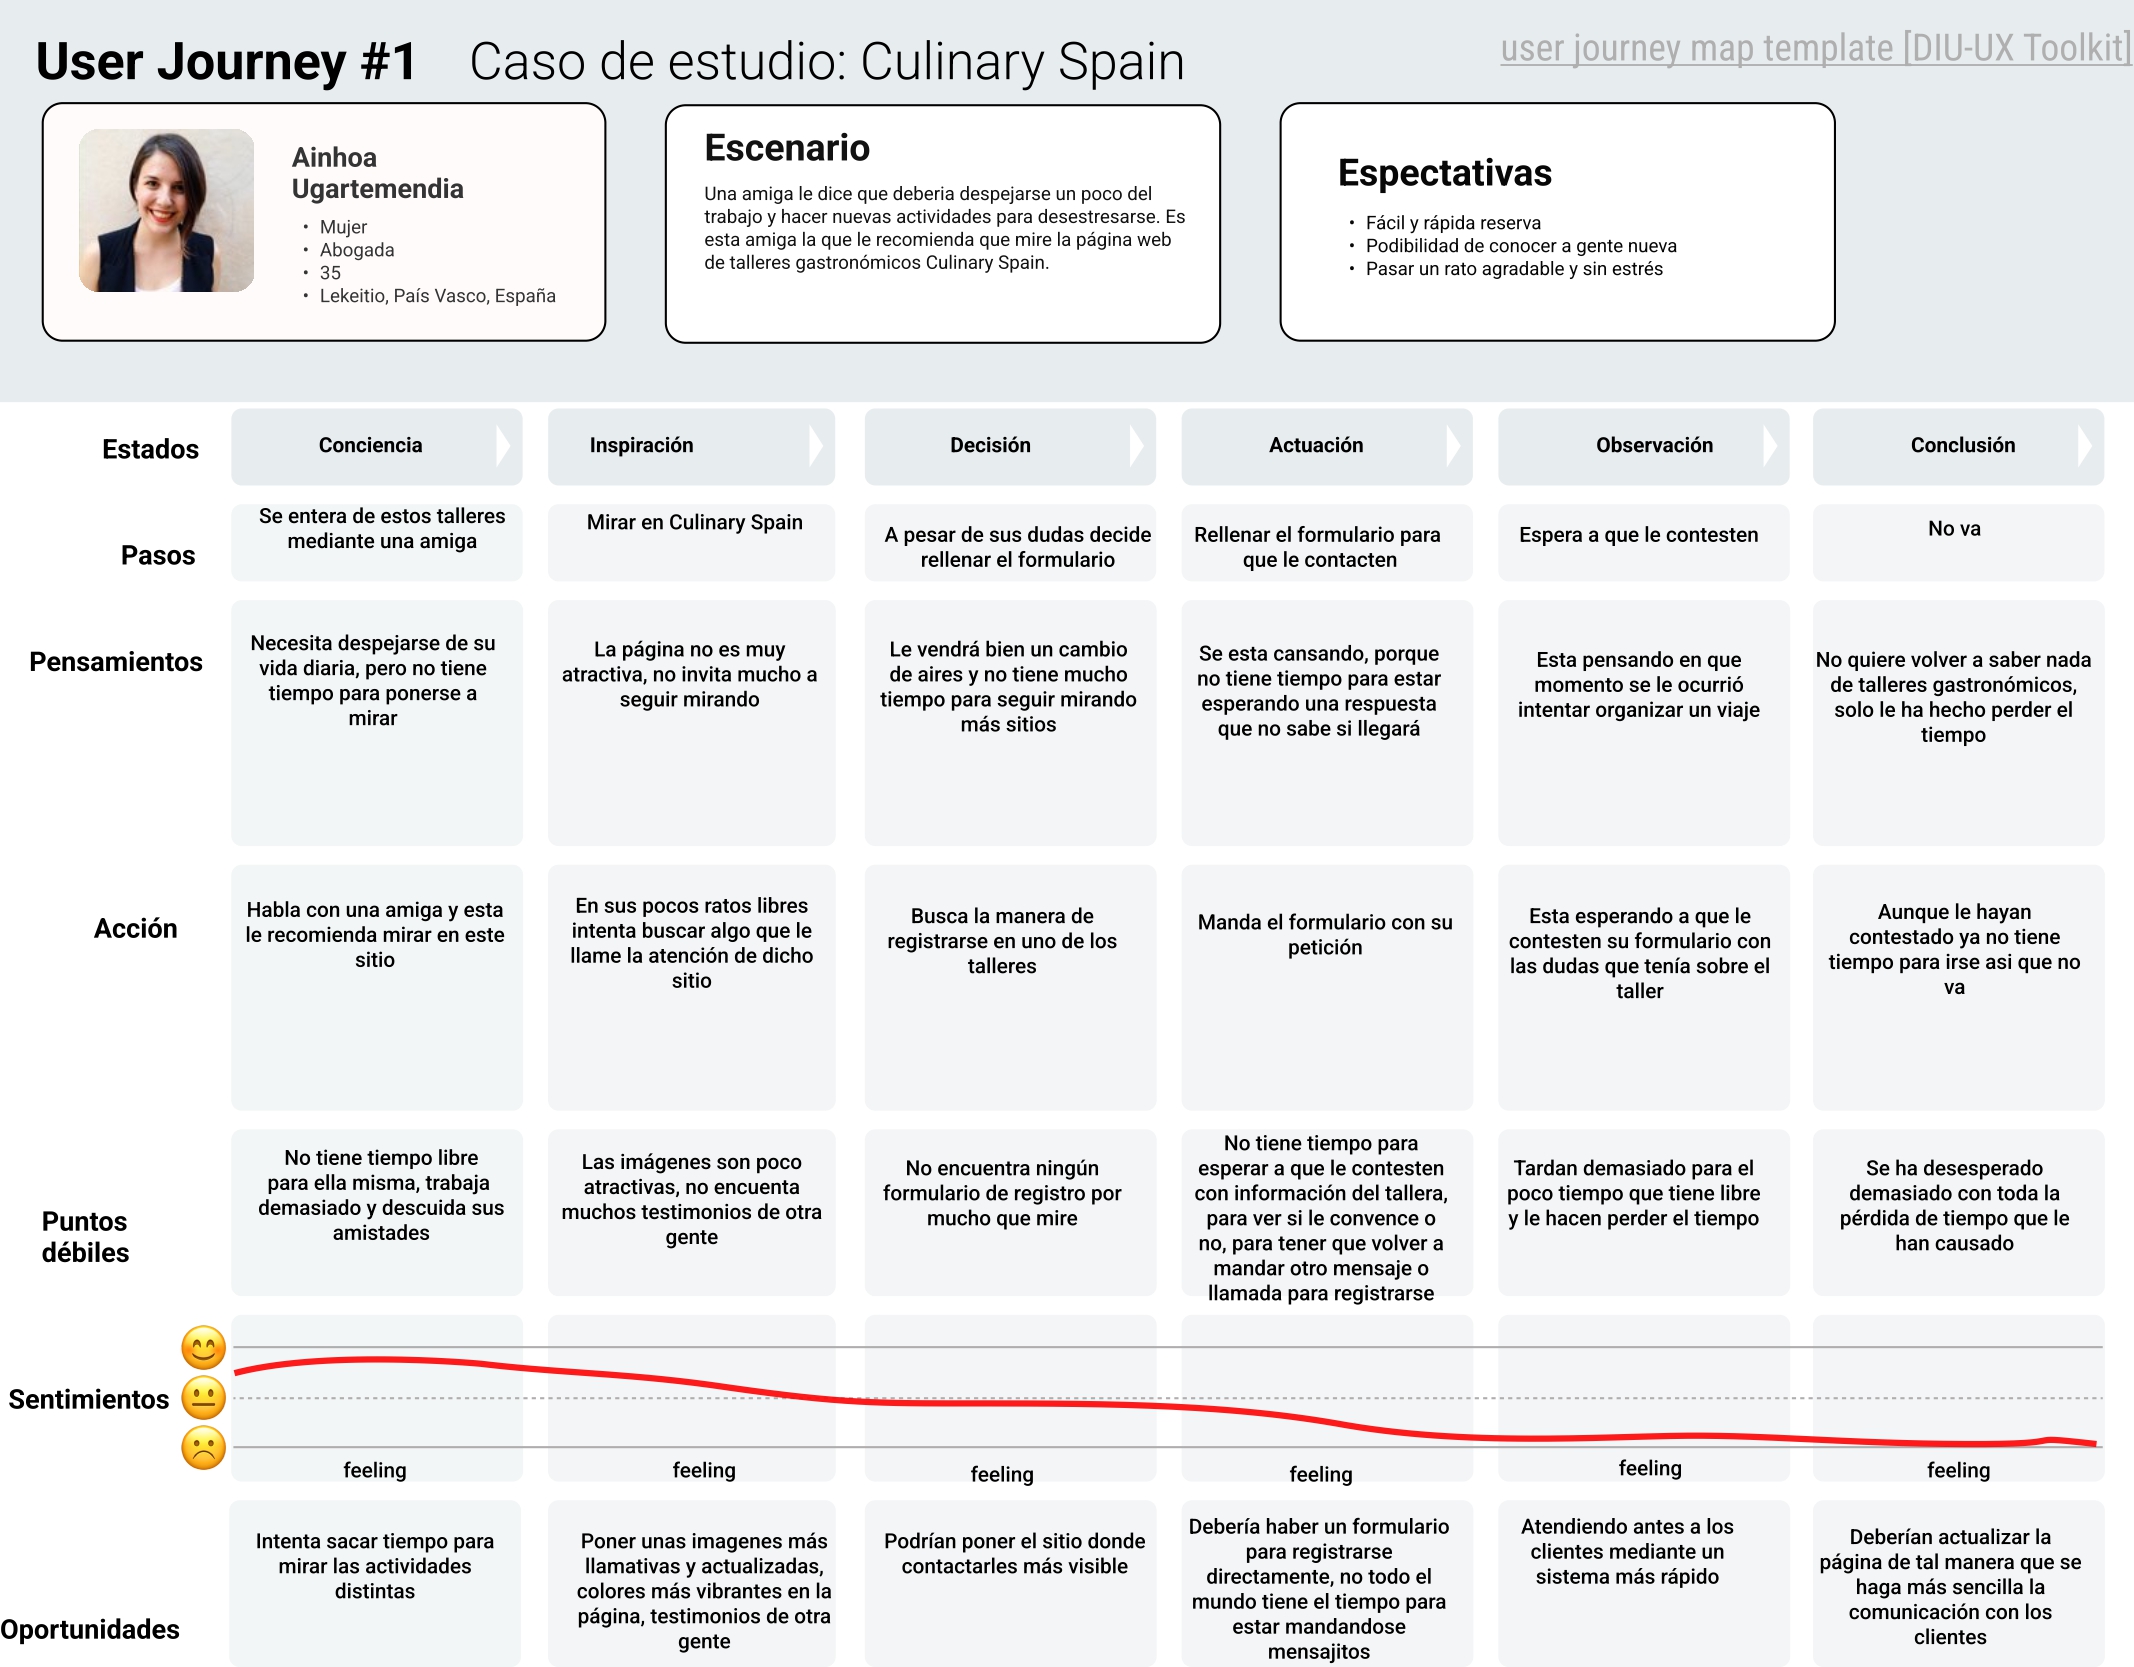 User Journey #1 Caso de estudio: Culinary Spain
user journey map template [DIU-UX Toolkit]
Ainhoa
Ugartemendia
• Mujer
• Abogada
• 35
• Lekeitio, País Vasco, España
Escenario
Una amiga le dice que deberia despejarse un poco del
trabajo y hacer nuevas actividades para desestresarse. Es
esta amiga la que le recomienda que mire la página web
de talleres gastronómicos Culinary Spain.
Espectativas
• Fácil y rápida reserva
• Podibilidad de conocer a gente nueva
• Pasar un rato agradable y sin estrés
Estados
Conciencia
Inspiración
Decisión
Actuación
Observación
Conclusión
Pasos
Se entera de estos talleres
mediante una amiga
Mirar en Culinary Spain
A pesar de sus dudas decide
rellenar el formulario
Rellenar el formulario para
que le contacten
Espera a que le contesten
No va
Pensamientos
Necesita despejarse de su
vida diaria, pero no tiene
tiempo para ponerse a
mirar
La página no es muy
atractiva, no invita mucho a
seguir mirando
Le vendrá bien un cambio
de aires y no tiene mucho
tiempo para seguir mirando
más sitios
Se esta cansando, porque
no tiene tiempo para estar
esperando una respuesta
que no sabe si llegará
Esta pensando en que
momento se le ocurrió
intentar organizar un viaje
No quiere volver a saber nada
de talleres gastronómicos,
solo le ha hecho perder el
tiempo
Acción
Habla con una amiga y esta
le recomienda mirar en este
sitio
En sus pocos ratos libres
intenta buscar algo que le
llame la atención de dicho
sitio
Busca la manera de
registrarse en uno de los
talleres
Manda el formulario con su
petición
Esta esperando a que le
contesten su formulario con
las dudas que tenía sobre el
taller
Aunque le hayan
contestado ya no tiene
tiempo para irse asi que no
va
Puntos
débiles
No tiene tiempo libre
para ella misma, trabaja
demasiado y descuida sus
amistades
Las imágenes son poco
atractivas, no encuenta
muchos testimonios de otra
gente
No encuentra ningún
formulario de registro por
mucho que mire
No tiene tiempo para
esperar a que le contesten
con información del tallera,
para ver si le convence o
no, para tener que volver a
mandar otro mensaje o
llamada para registrarse
Tardan demasiado para el
poco tiempo que tiene libre
y le hacen perder el tiempo
Se ha desesperado
demasiado con toda la
pérdida de tiempo que le
han causado
Sentimientos
feeling
feeling
feeling
feeling
feeling
feeling
Oportunidades
Intenta sacar tiempo para
mirar las actividades
distintas
Poner unas imagenes más
llamativas y actualizadas,
colores más vibrantes en la
página, testimonios de otra
gente
Podrían poner el sitio donde
contactarles más visible
Debería haber un formulario
para registrarse
directamente, no todo el
mundo tiene el tiempo para
estar mandandose
mensajitos
Atendiendo antes a los
clientes mediante un
sistema más rápido
Deberían actualizar la
página de tal manera que se
haga más sencilla la
comunicación con los
clientes